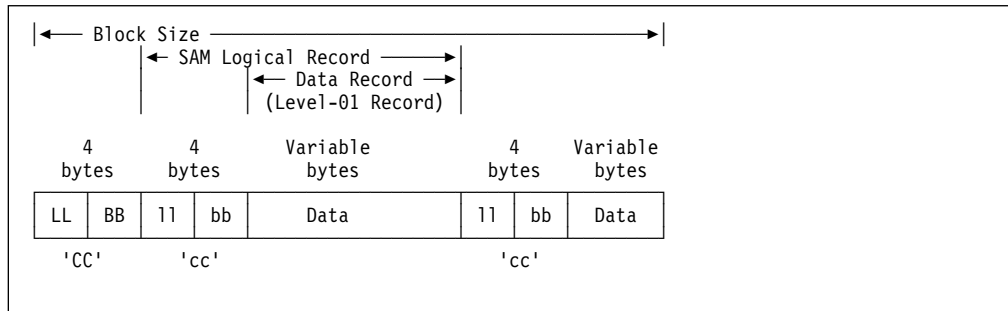 Block Size
SAM Logical Record
Data Record
(Level-01 Record)
4 4 Variable 4 Variable
bytes bytes bytes bytes bytes
LL BB ll bb Data ll bb Data
'CC' 'cc' 'cc'